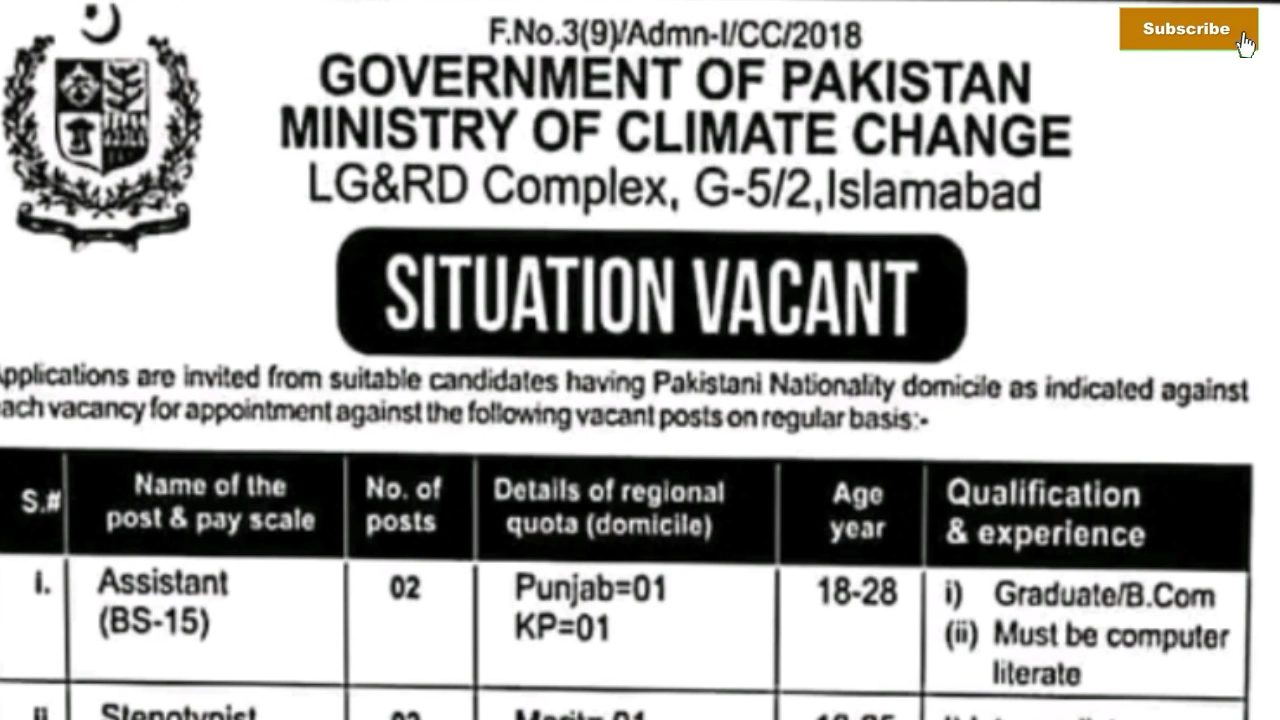 Subscribe
F.No.3(9)/Admn-I/CC/2018
GOVERNMENT OF PAKISTAN
MINISTRY OF CLIMATE CHANGE
LG&RD Complex, G-5/2,Islamabad
SITUATION VACANT
pplications are invited from suitable candidates having Pakistani Nationality domicile as indicated against
ach vacancy for appointment against the following vacant posts on regular basis:-
S.# Name of the post & pay scale No. of posts Details of regional quota (domicile) Age year Qualification & experience
i. Assistant 02 Punjab=01 18-28 i) Graduate/B.Com
(BS-15) KP=01 (ii) Must be computer
literate
Stenotypist